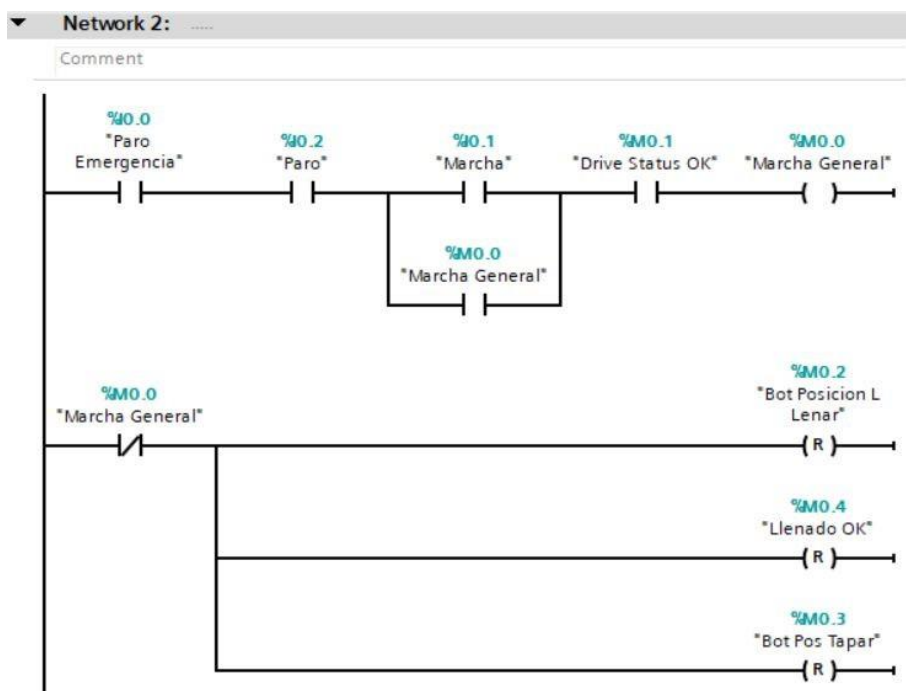 Network 2: .....
Comment
%I0.0
"Paro
Emergencia"
%I0.2
"Paro"
%I0.1
"Marcha"
%M0.1
"Drive Status OK"
%M0.0
"Marcha General"
%M0.0
"Marcha General"
%M0.0
"Marcha General"
%M0.2
"Bot Posicion L
Lenar"
R
%M0.4
"Llenado OK"
R
%M0.3
"Bot Pos Tapar"
R